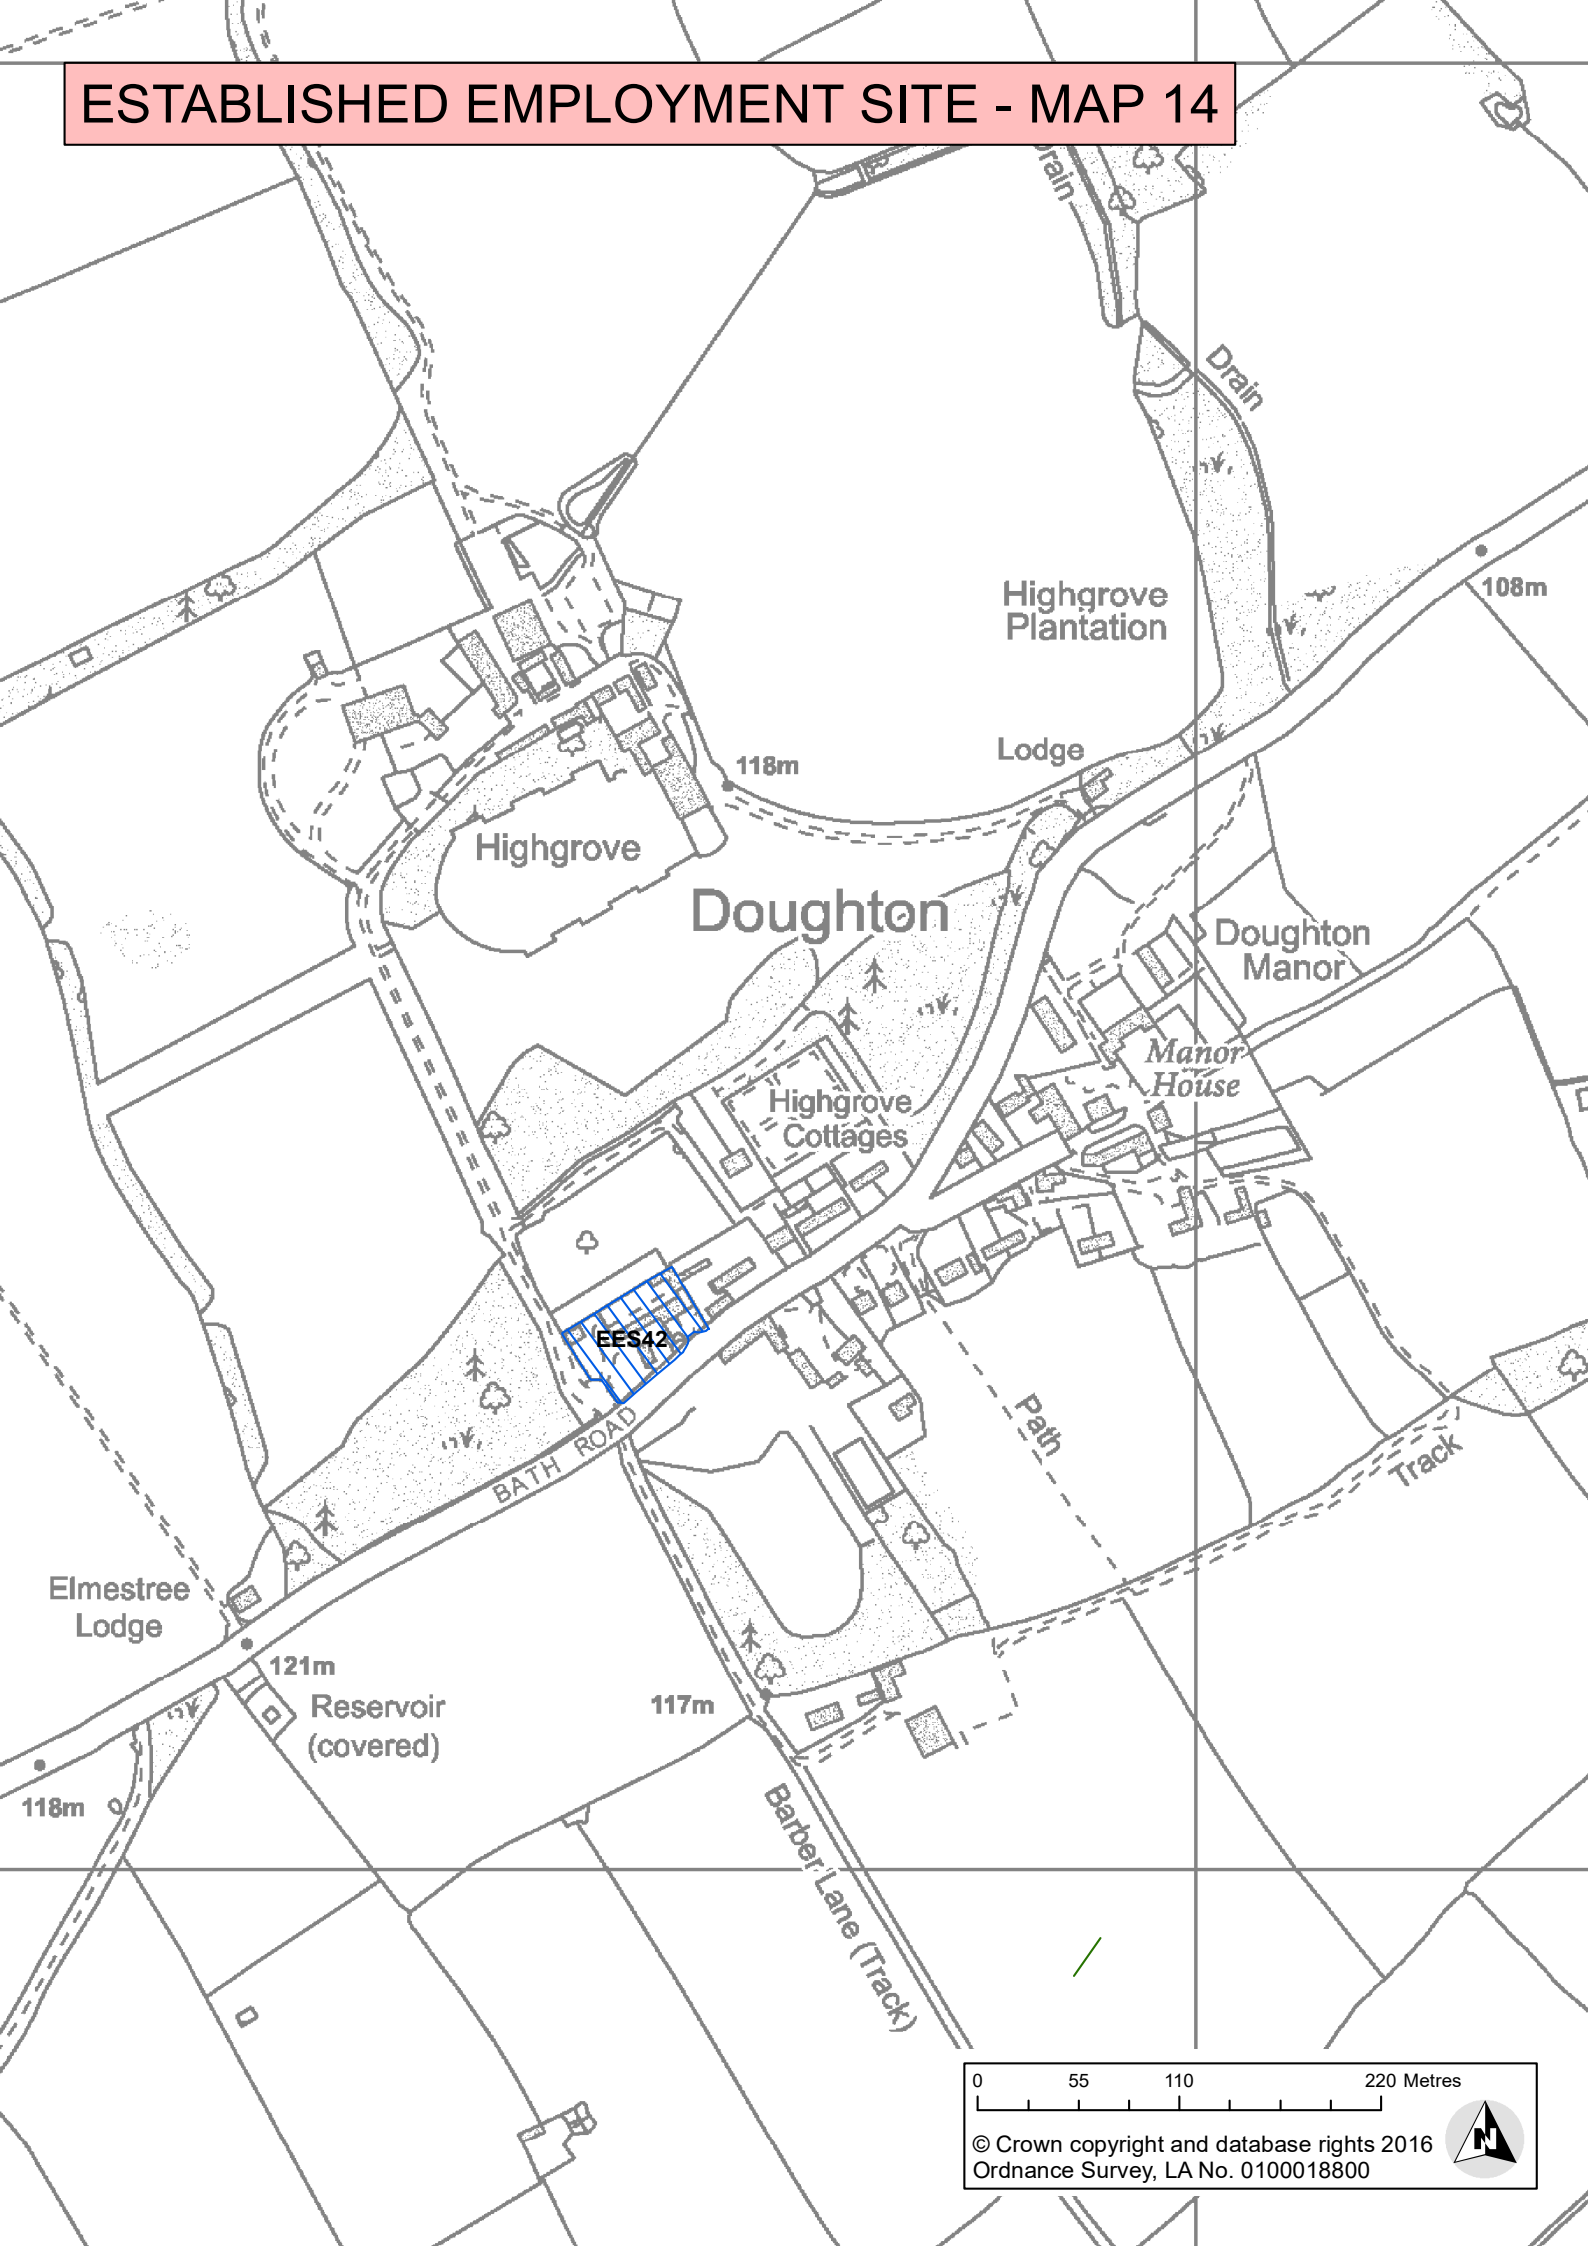 ESTABLISHED EMPLOYMENT SITE - MAP 14
Drain
Drain
Highgrove
Plantation
108m
Lodge
118m
Highgrove
Doughton
Doughton
Manor
Manor
House
Highgrove
Cottages
EES42
Path
BATH ROAD
Track
Elmestree
Lodge
121m
Reservoir
(covered)
117m
118m
Barber Lane (Track)
0 55 110 220 Metres
© Crown copyright and database rights 2016
Ordnance Survey, LA No. 0100018800
N